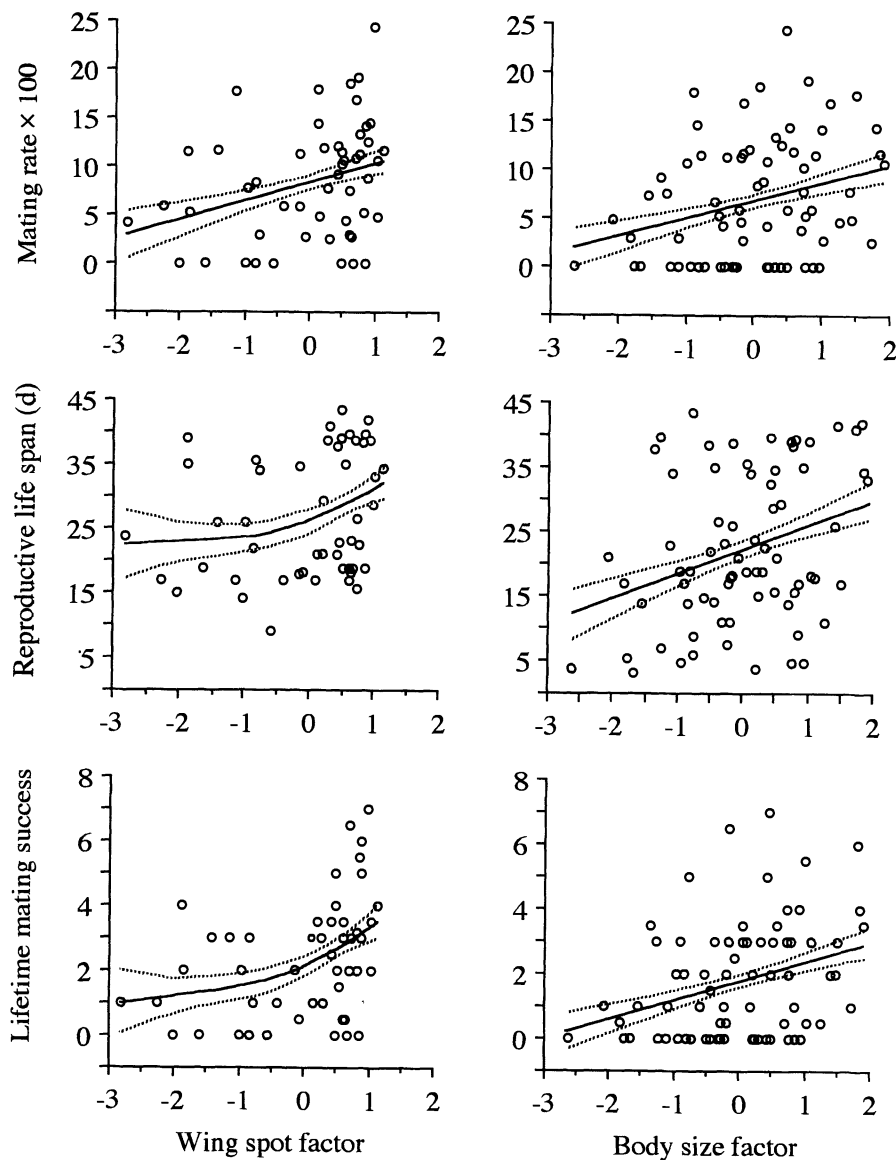 Mating rate × 100
25
20
15
10
5
0
-3 -2 -1 0 1 2
25
20
15
10
5
0
-3 -2 -1 0 1 2
Reproductive life span (d)
45
35
25
15
5
-3 -2 -1 0 1 2
45
35
25
15
5
-3 -2 -1 0 1 2
Lifetime mating success
8
6
4
2
0
-3 -2 -1 0 1 2
Wing spot factor
8
6
4
2
0
-3 -2 -1 0 1 2
Body size factor